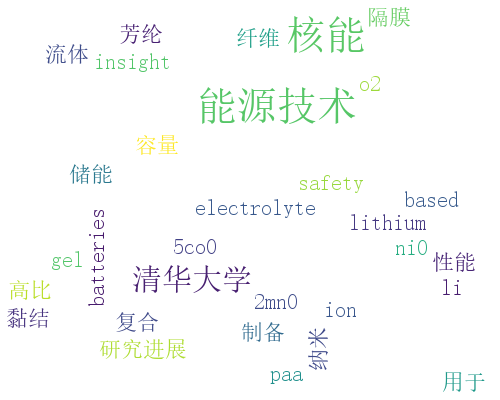 芳纶
纤维
核能
隔膜
流体
insight
能源技术
o2
容量
储能
safety
electrolyte
based
lithium
batteries
5co0
ni0
性能
gel
清华大学
li
高比
2mn0
ion
黏结
复合
制备
纳米
研究进展
paa
用于